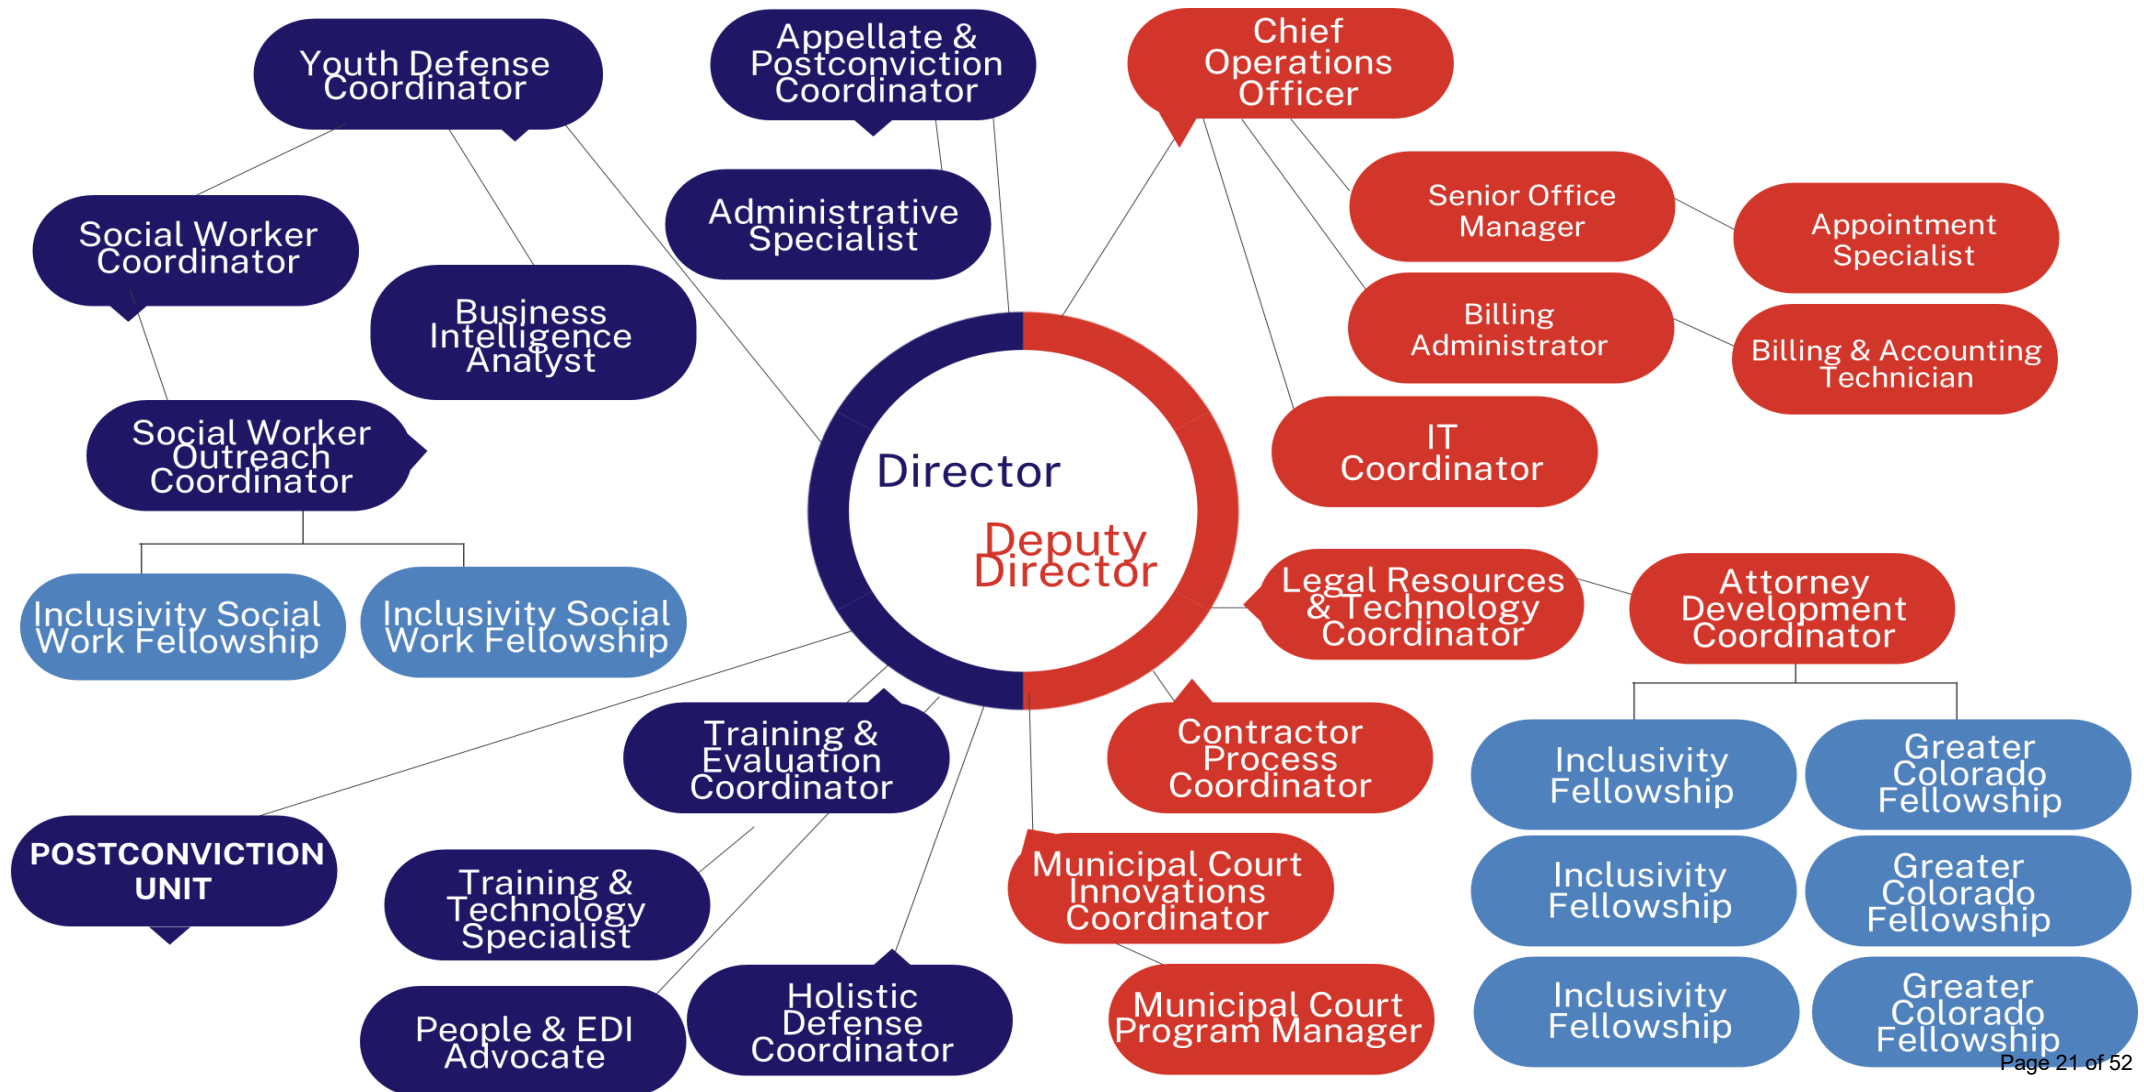 Youth Defense
Coordinator
Appellate &
Postconviction
Coordinator
Chief
Operations
Officer
Social Worker
Coordinator
Administrative
Specialist
Senior Office
Manager
Appointment
Specialist
Business
Intelligence
Analyst
Billing
Administrator
Billing & Accounting
Technician
Social Worker
Outreach
Coordinator
IT
Coordinator
Director
Deputy
Director
Inclusivity Social
Work Fellowship
Inclusivity Social
Work Fellowship
Legal Resources
& Technology
Coordinator
Attorney
Development
Coordinator
Training &
Evaluation
Coordinator
Contractor
Process
Coordinator
Inclusivity
Fellowship
Greater
Colorado
Fellowship
POSTCONVICTION
UNIT
Training &
Technology
Specialist
Municipal Court
Innovations
Coordinator
Inclusivity
Fellowship
Greater
Colorado
Fellowship
People & EDI
Advocate
Holistic
Defense
Coordinator
Municipal Court
Program Manager
Inclusivity
Fellowship
Greater
Colorado
Fellowship
Page 21 of 52